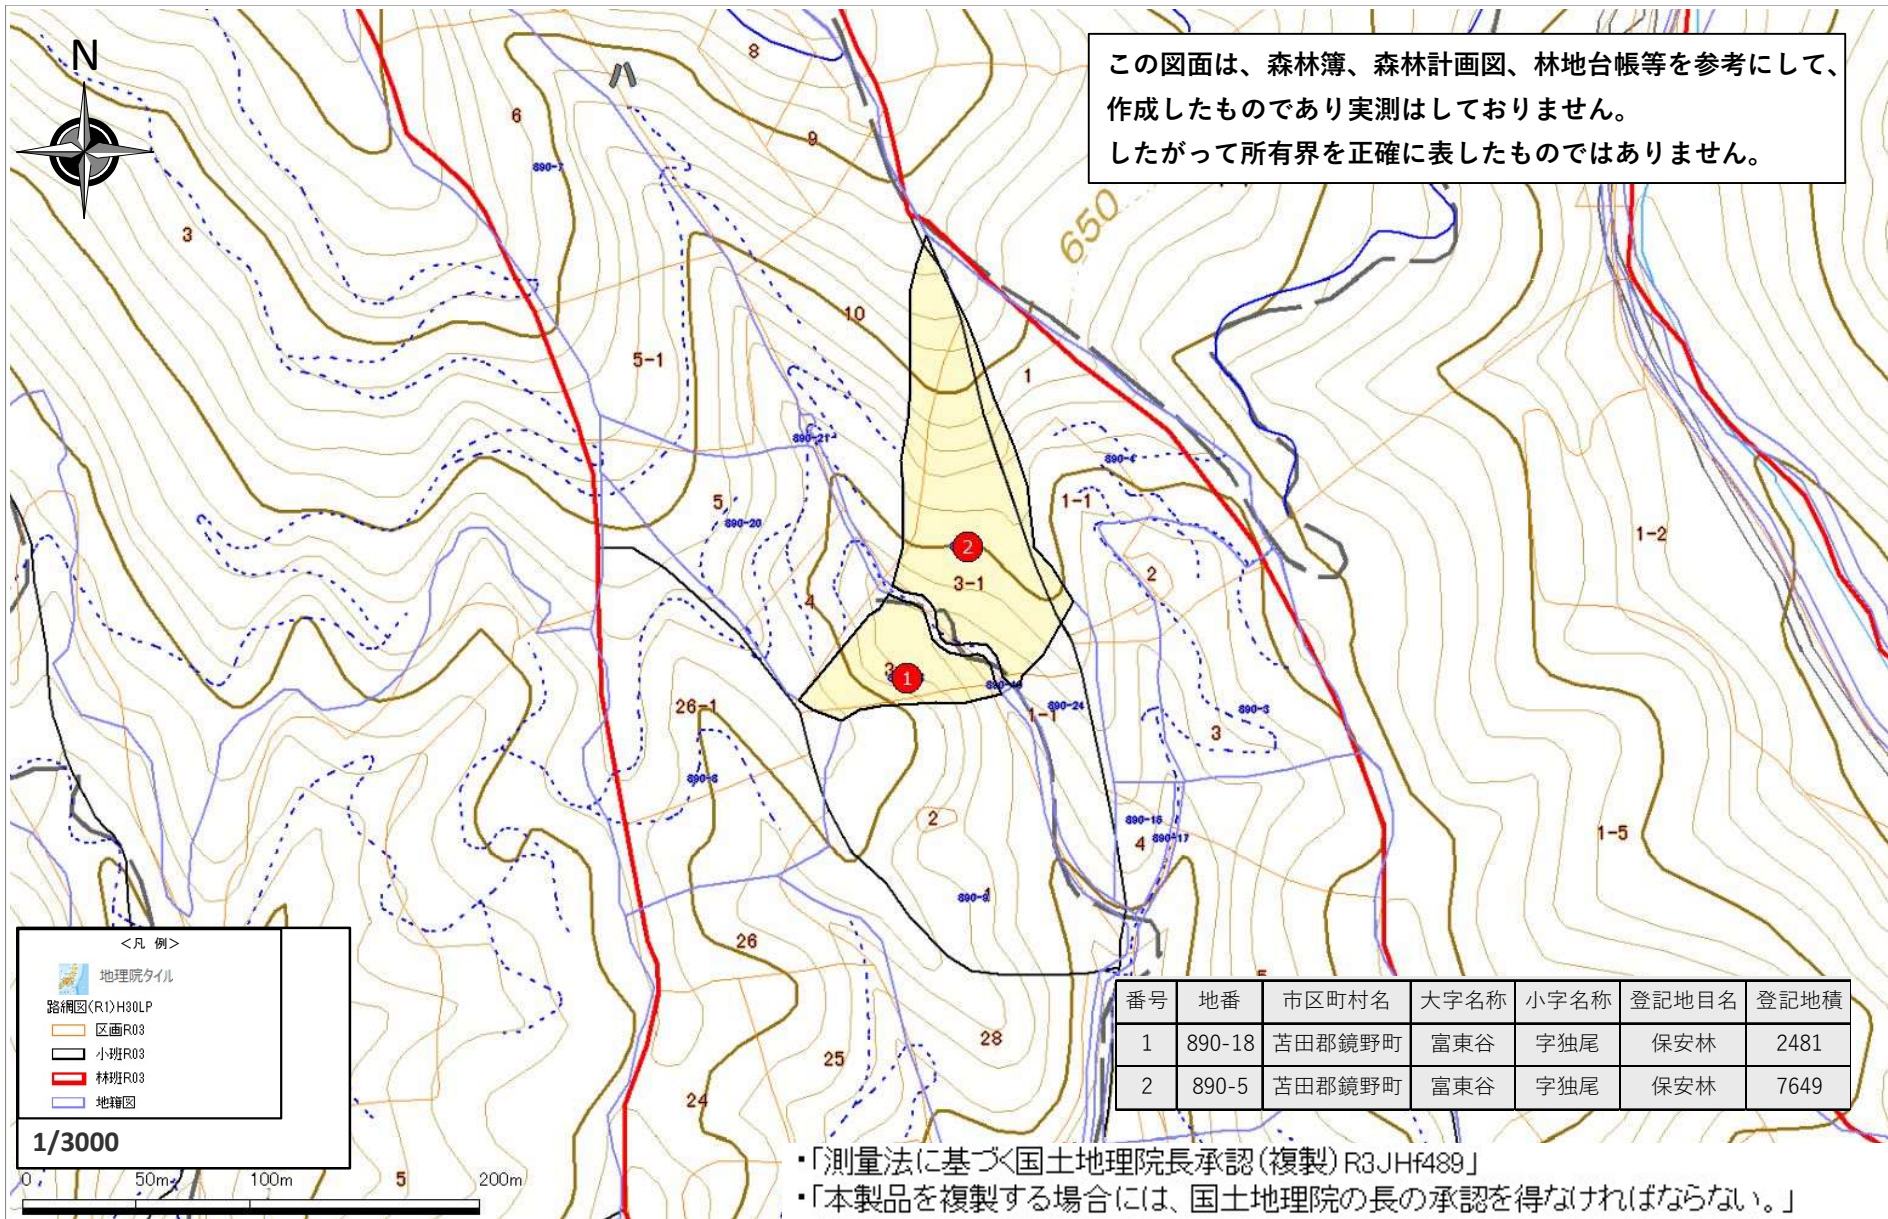 N
この図面は、森林簿、森林計画図、林地台帳等を参考にして、
作成したものであり実測はしておりません。
したがって所有界を正確に表したものではありません。
8
6
9
890-7
3
650
10
5-1
1
890-21
890-4
5
890-20
1-1
1-2
2
2
3-1
4
3
1
890-24
1-1
890-3
3
26-1
890-8
2
890-16
890-17
4
1-5
1
890-9
26
28
25
24
5
<凡 例>
地理院タイル
路網図(R1)H30LP
区画R03
小班R03
林班R03
地籍図
1/3000
0 50m 100m 200m
番号 地番 市区町村名 大字名称 小字名称 登記地目名 登記地積
1 890-18 苫田郡鏡野町 富東谷 字独尾 保安林 2481
2 890-5 苫田郡鏡野町 富東谷 字独尾 保安林 7649
・「測量法に基づく国土地理院長承認(複製)R3JHf489」
・「本製品を複製する場合には、国土地理院の長の承認を得なければならない。」